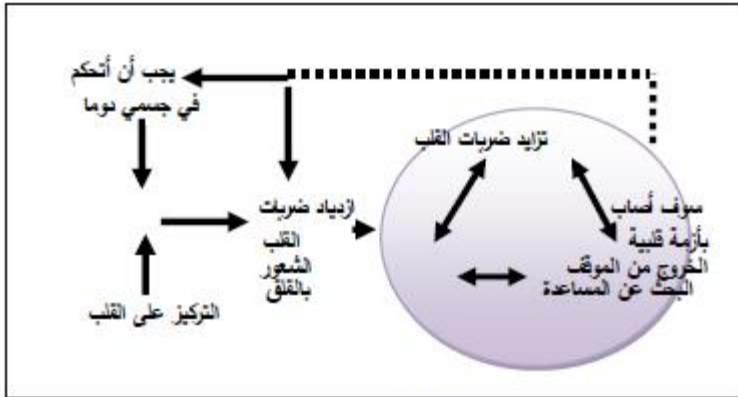 يجب أن أتحكم
في جسمي دوما
تزايد ضربات القلب
ازدياد ضربات
القلب
الشعور
بالقلق
سوف أصاب
بأزمة قلبية
الخروج من الموقف
البحث عن المساعدة
التركيز على القلب